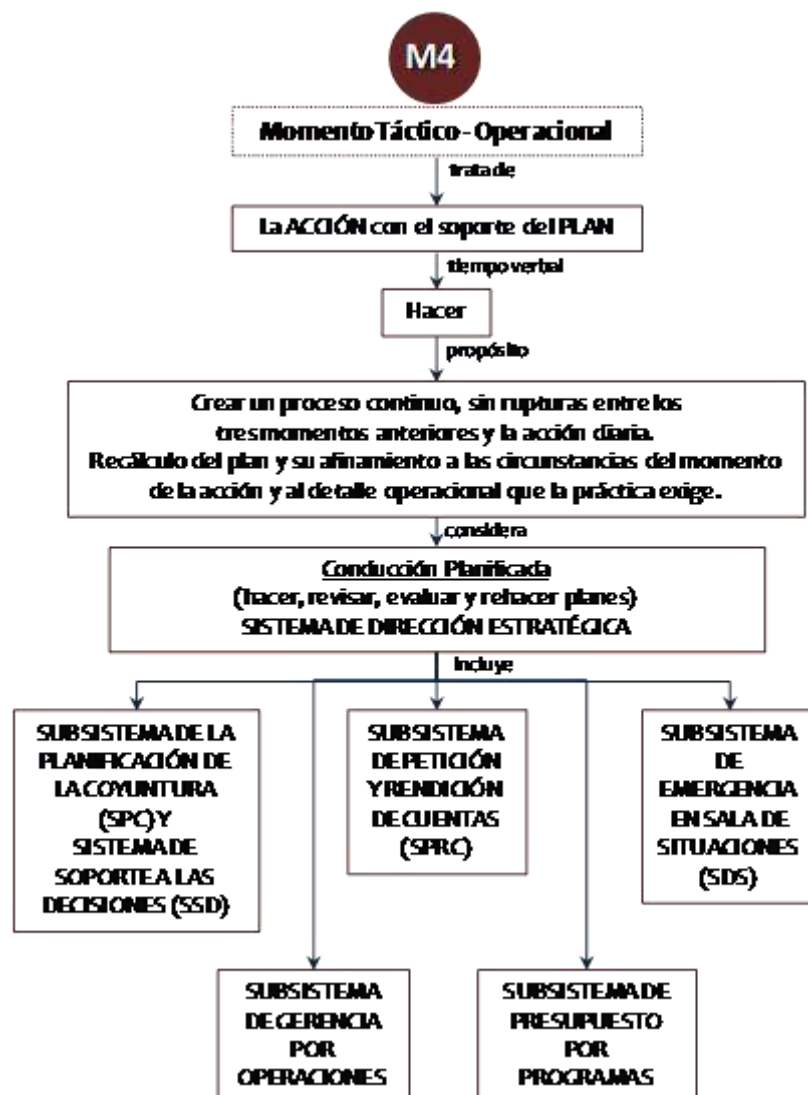 M4
Momento Táctico - Operacional
trata de
La ACCIÓN con el soporte del PLAN
tiempo verbal
Hacer
propósito
Crear un proceso continuo, sin rupturas entre los
tres momentos anteriores y la acción diaria.
Recálculo del plan y su afinamiento a las circunstancias del momento
de la acción y al detalle operacional que la práctica exige.
considera
Conducción Planificada
(hacer, revisar, evaluar y rehacer planes)
SISTEMA DE DIRECCIÓN ESTRATÉGICA
Incluye
SUBSISTEMA DE LA
PLANIFICACIÓN DE
LA COYUNTURA
(SPC) Y
SISTEMA DE
SOPORTE A LAS
DECISIONES (SSD)
SUBSISTEMA
DE PETICIÓN
Y RENDICIÓN
DE CUENTAS
(SPRC)
SUBSISTEMA
DE
EMERGENCIA
EN SALA DE
SITUACIONES
(SDS)
SUBSISTEMA
DE GERENCIA
POR
OPERACIONES
SUBSISTEMA DE
PRESUPUESTO
POR
PROGRAMAS